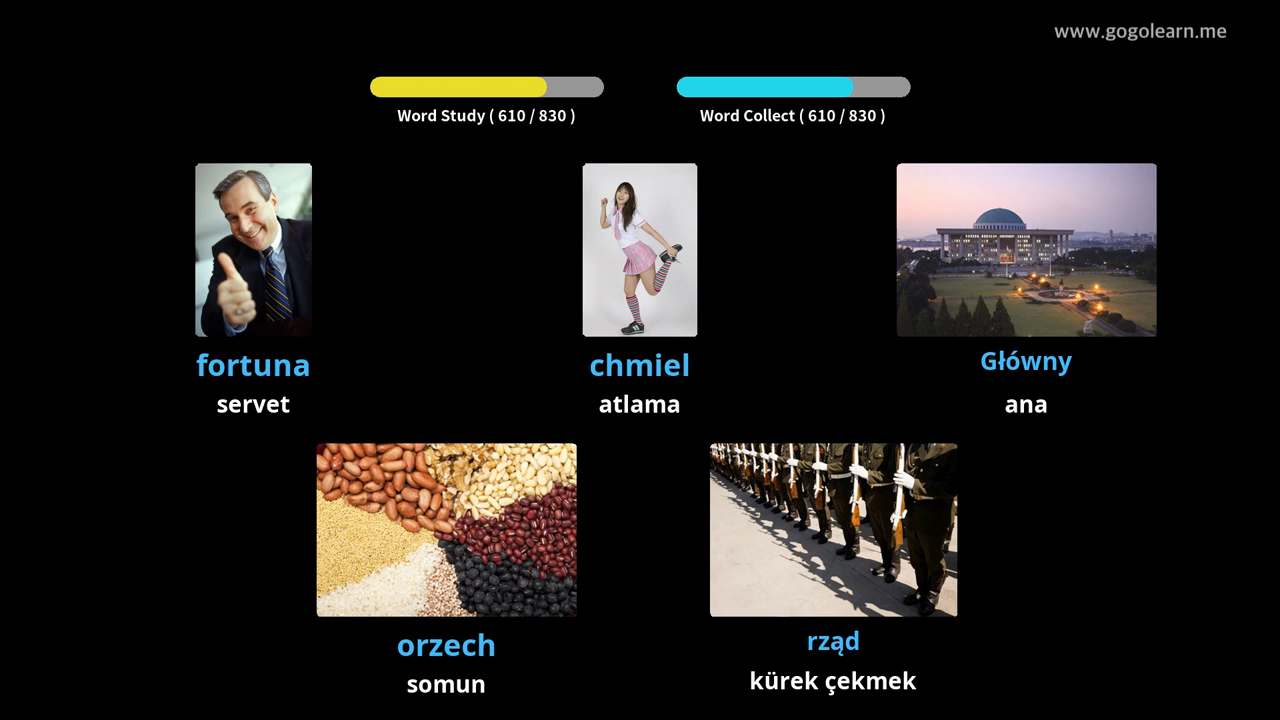 www.gogolearn.me
Word Study ( 610 / 830 )
Word Collect ( 610 / 830 )
fortuna
servet
chmiel
atlama
Główny
ana
orzech
somun
rząd
kürek çekmek